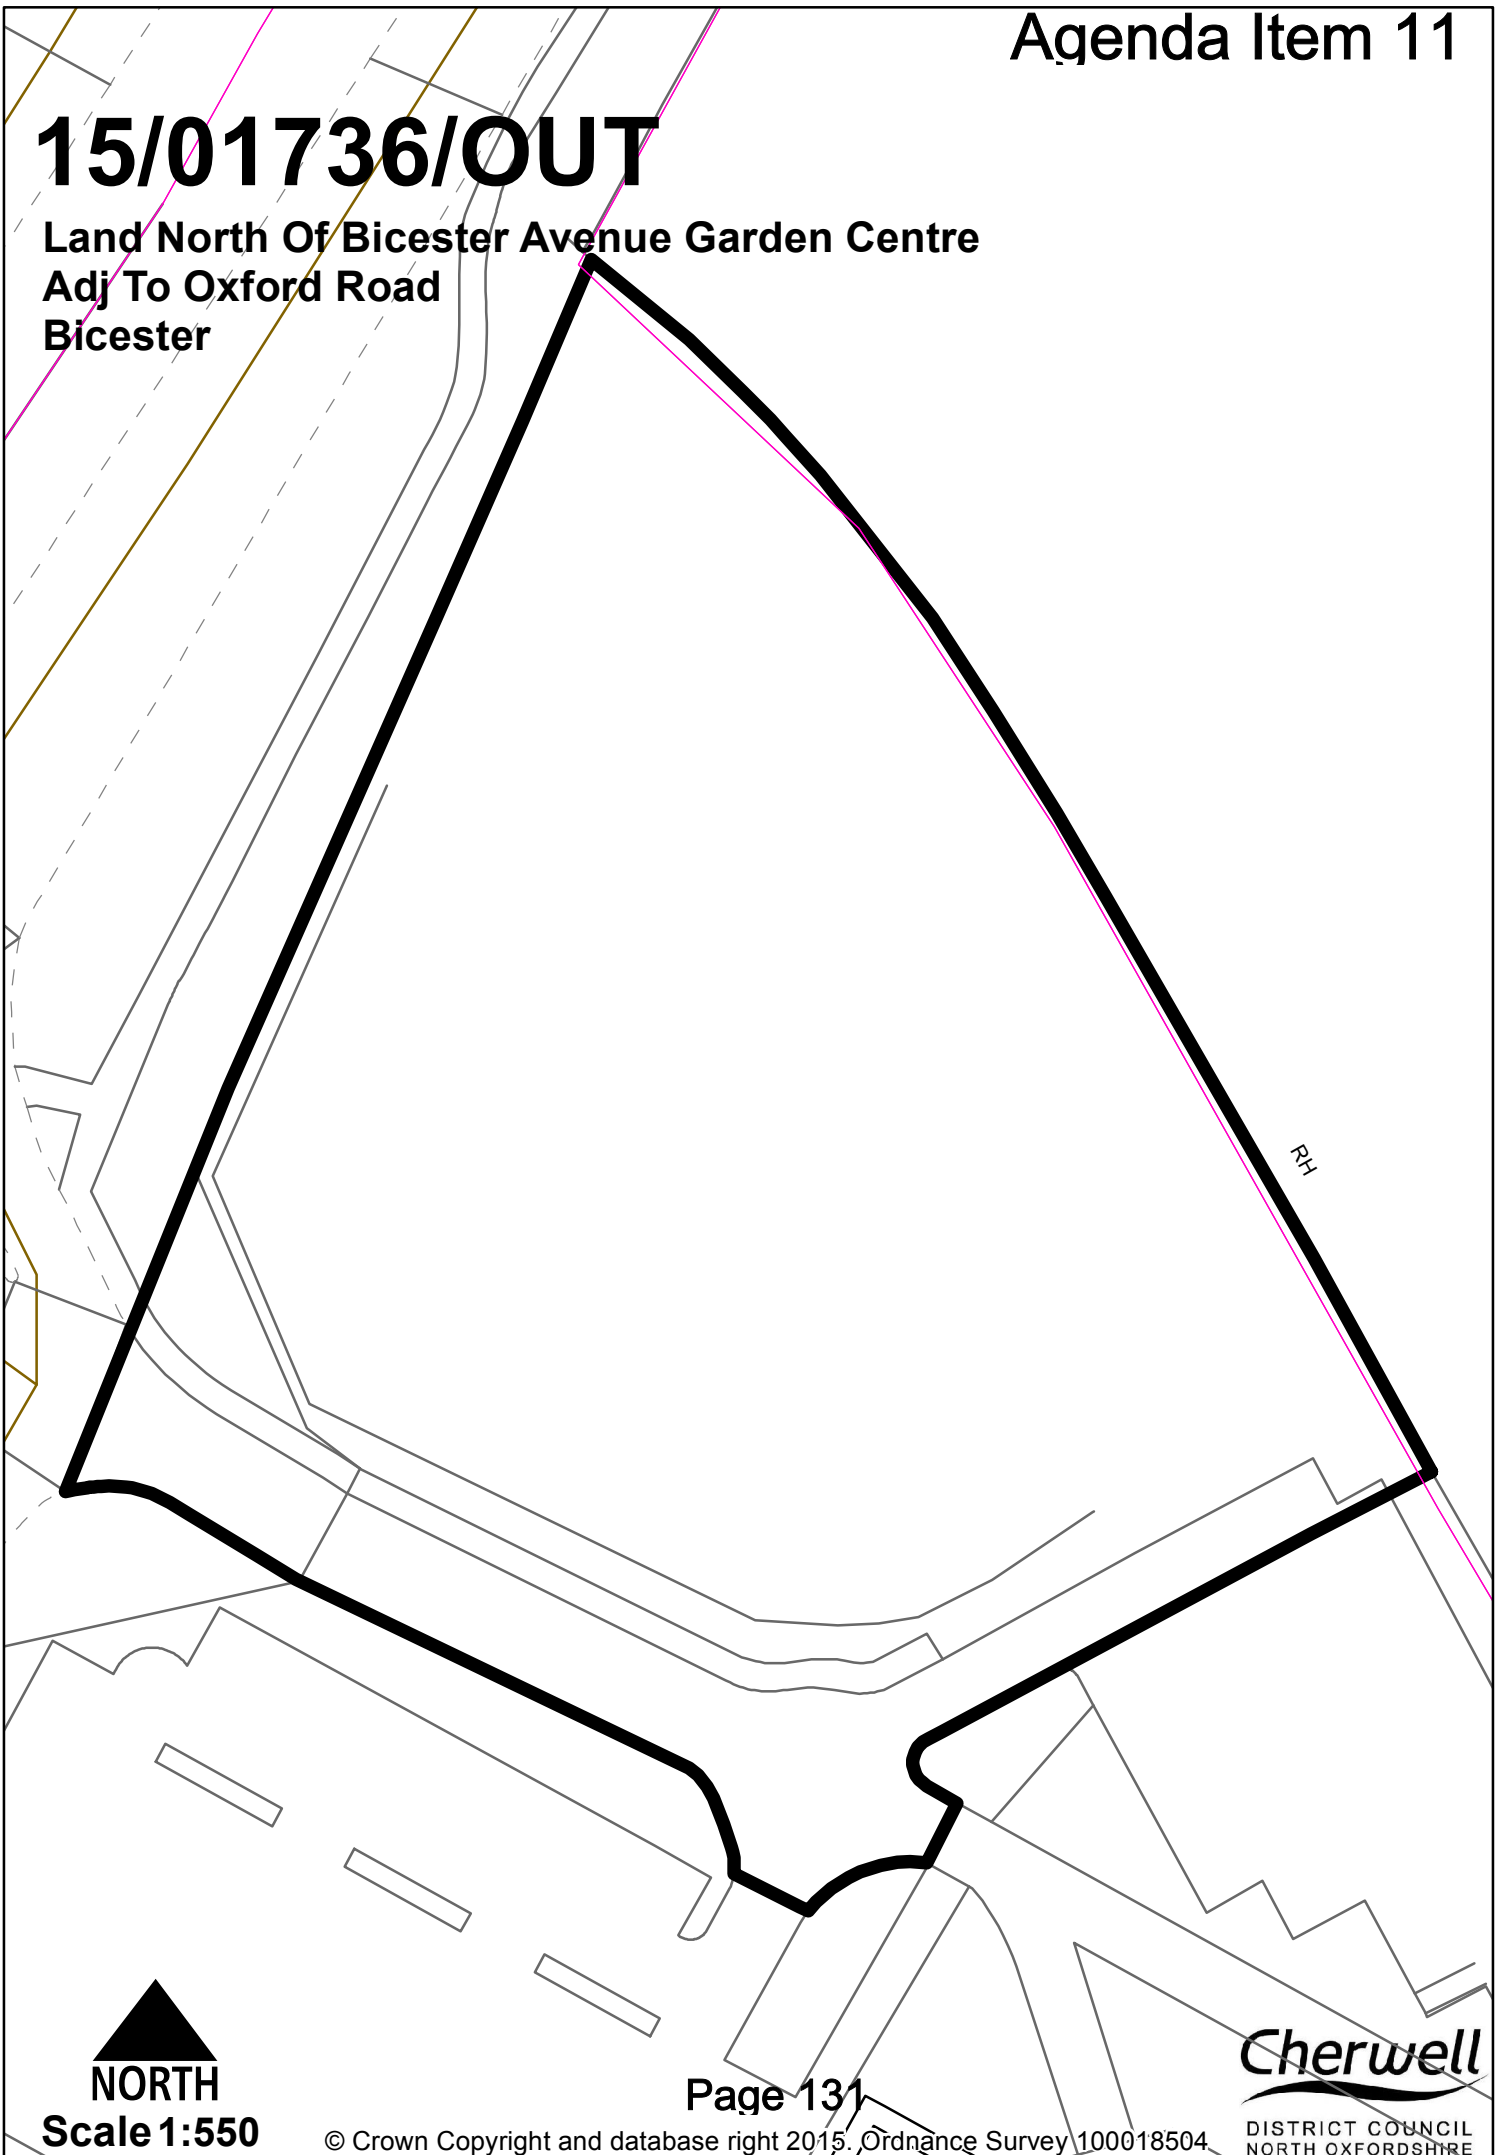 Agenda Item 11
15/01736/OUT
Land North Of Bicester Avenue Garden Centre
Adj To Oxford Road
Bicester
RH
NORTH
Scale 1:550
Page 131
© Crown Copyright and database right 2015. Ordnance Survey 100018504
Cherwell
DISTRICT COUNCIL
NORTH OXFORDSHIRE